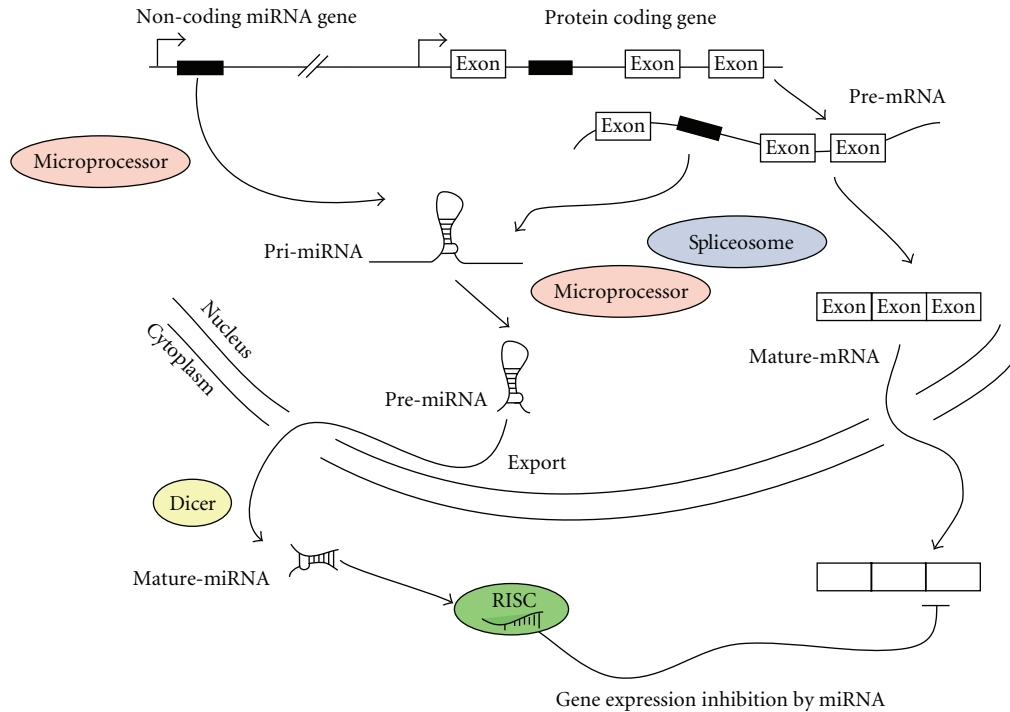 Non-coding miRNA gene
Protein coding gene
Exon
Exon
Exon
Pre-mRNA
Exon
Exon
Exon
Microprocessor
Pri-miRNA
Spliceosome
Microprocessor
Exon Exon Exon
Nucleus
Cytoplasm
Mature-mRNA
Pre-miRNA
Export
Dicer
Mature-miRNA
RISC
Gene expression inhibition by miRNA